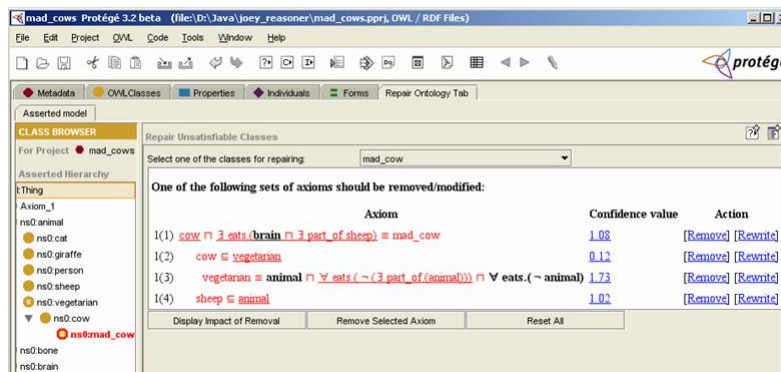 mad_cows Protégé 3.2 beta (file:\D:\Java\joey_reasoner\mad_cows.pprj, OWL / RDF Files)
File Edit Project OWL Code Tools Window Help
protégé
Metadata OWLClasses Properties Individuals Forms Repair Ontology Tab
Asserted model
CLASS BROWSER
For Project mad_cows
Asserted Hierarchy
:Thing
Axiom_1
ns0:animal
ns0:cat
ns0:giraffe
ns0:person
ns0:sheep
ns0:vegetarian
ns0:cow
ns0:mad_cow
ns0:bone
ns0:brain
Repair Unsatisfiable Classes
Select one of the classes for repairing: mad_cow
One of the following sets of axioms should be removed/modified:
Axiom Confidence value Action
1(1) cow ⊓ ∃ eats.(brain ⊓ ∃ part_of.sheep) ≡ mad_cow 1.08 [Remove] [Rewrite]
1(2) cow ⊑ vegetarian 0.12 [Remove] [Rewrite]
1(3) vegetarian ≡ animal ⊓ ∀ eats.( ¬ (∃ part_of.(animal))) ⊓ ∀ eats.( ¬ animal) 1.73 [Remove] [Rewrite]
1(4) sheep ⊑ animal 1.02 [Remove] [Rewrite]
Display Impact of Removal Remove Selected Axiom Reset All